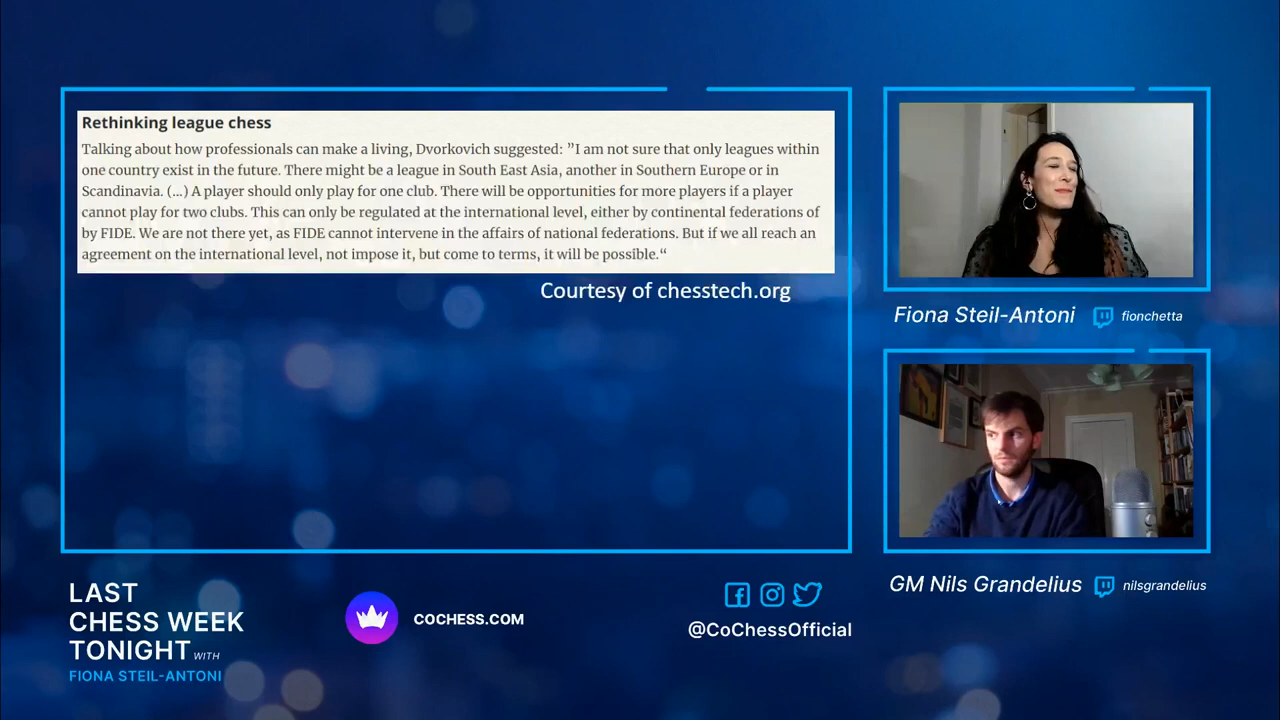 Rethinking league chess
Talking about how professionals can make a living, Dvorkovich suggested: ”I am not sure that only leagues within
one country exist in the future. There might be a league in South East Asia, another in Southern Europe or in
Scandinavia. (...) A player should only play for one club. There will be opportunities for more players if a player
cannot play for two clubs. This can only be regulated at the international level, either by continental federations of
by FIDE. We are not there yet, as FIDE cannot intervene in the affairs of national federations. But if we all reach an
agreement on the international level, not impose it, but come to terms, it will be possible.“
Courtesy of chesstech.org
Fiona Steil-Antoni fionchetta
GM Nils Grandelius nilsgrandelius
LAST
CHESS WEEK
TONIGHT WITH
FIONA STEIL-ANTONI
COCHESS.COM
@CoChessOfficial